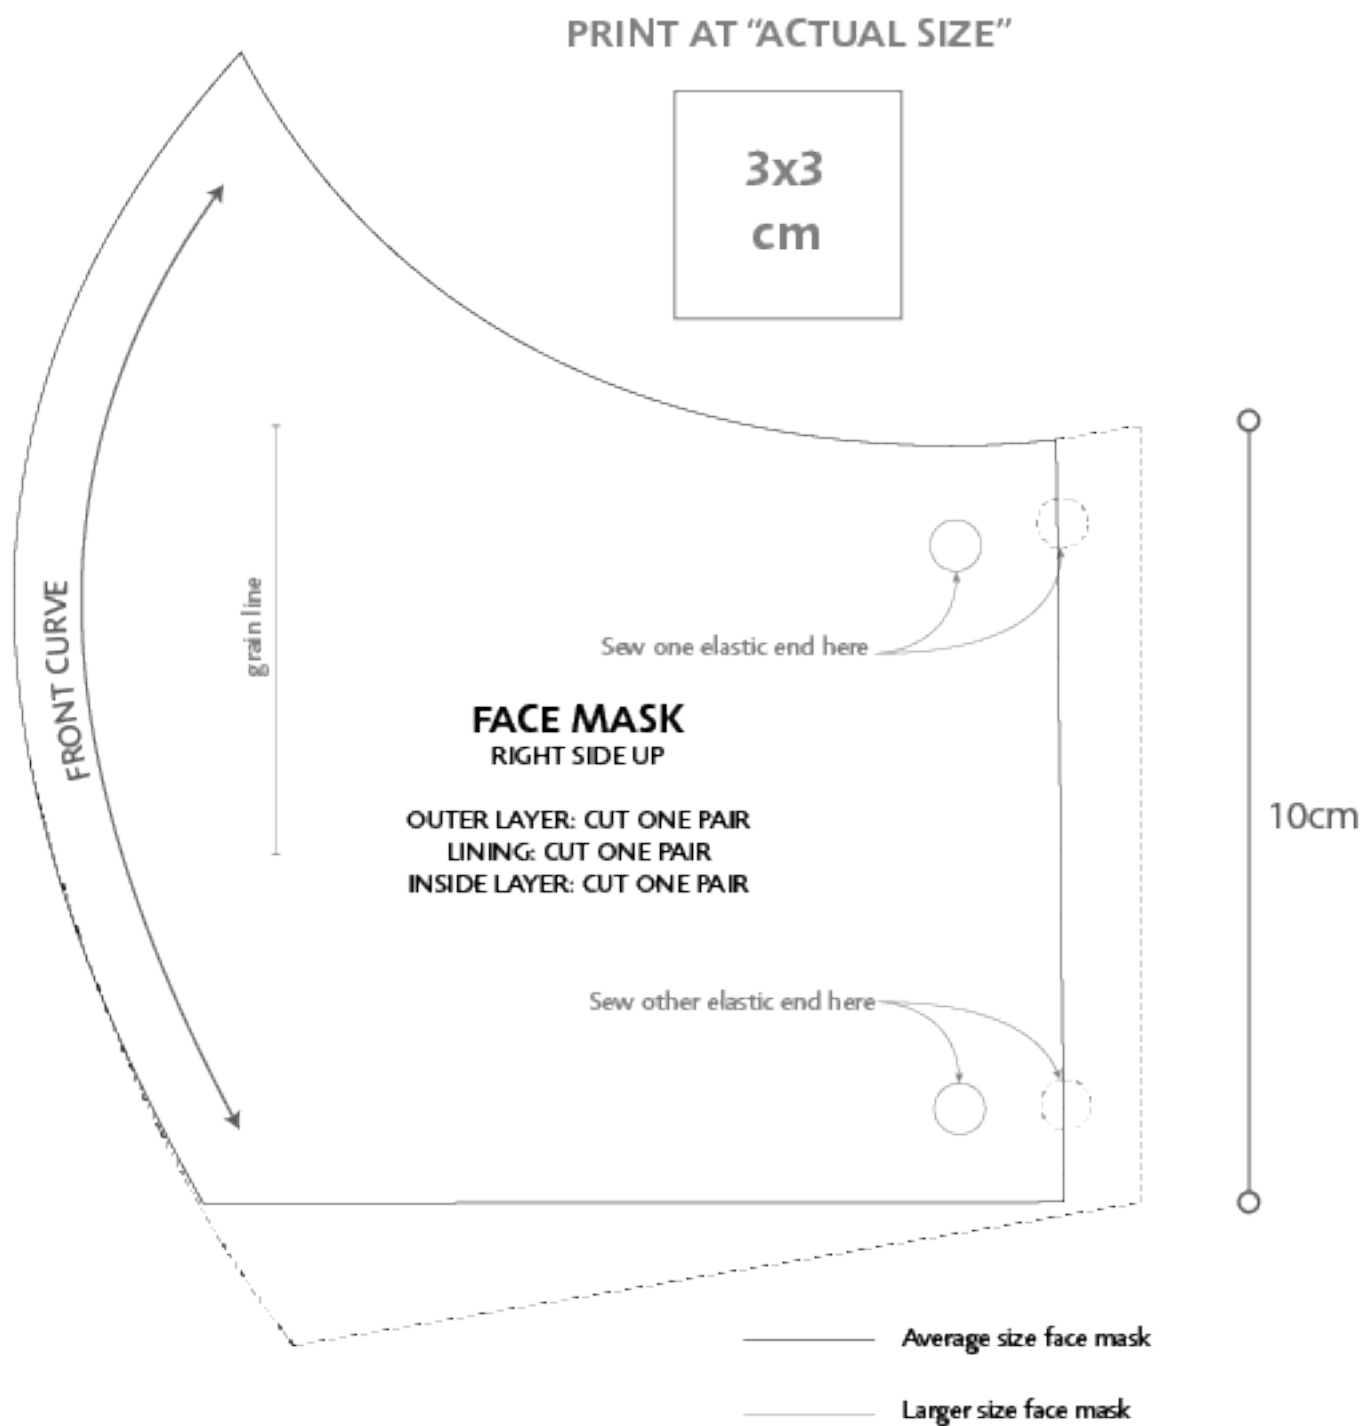 PRINT AT “ACTUAL SIZE”
3x3
cm
FRONT CURVE
grain line
Sew one elastic end here
FACE MASK
RIGHT SIDE UP
OUTER LAYER: CUT ONE PAIR
LINING: CUT ONE PAIR
INSIDE LAYER: CUT ONE PAIR
10cm
Sew other elastic end here
Average size face mask
Larger size face mask